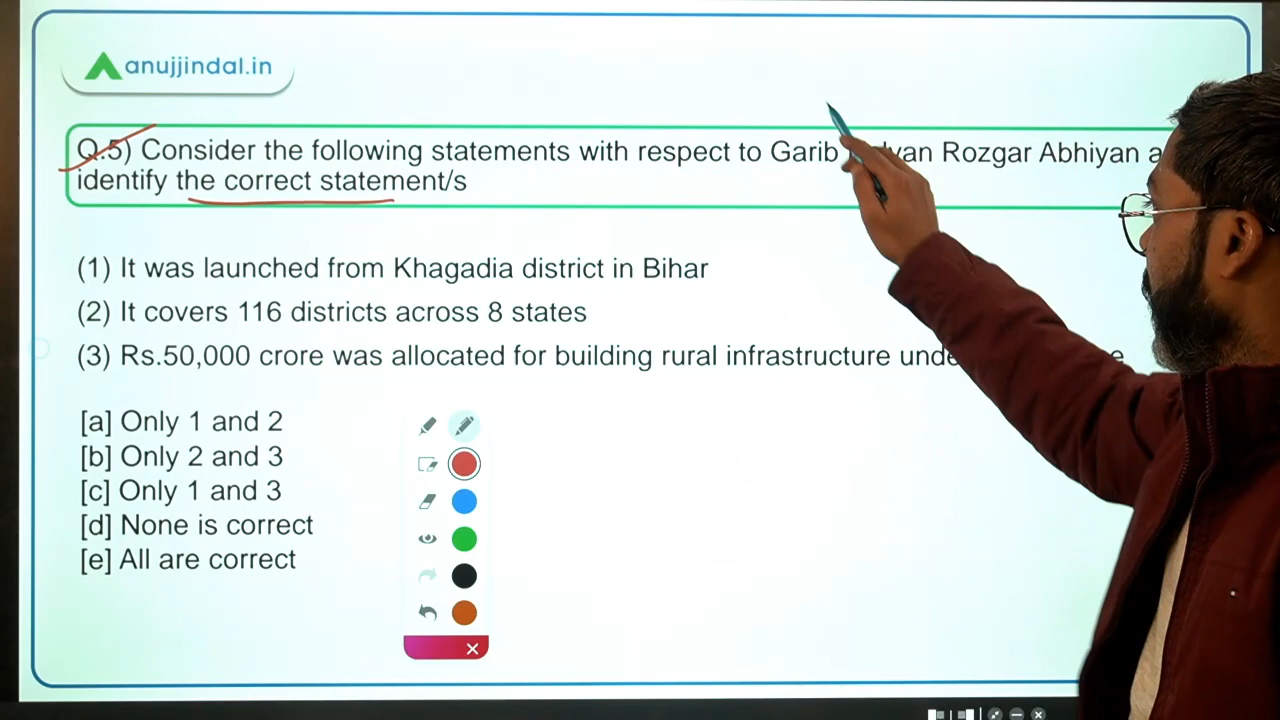 anujjindal.in
Q.5) Consider the following statements with respect to Garib Rozgar Abhiyan
identify the correct statement/s
(1) It was launched from Khagadia district in Bihar
(2) It covers 116 districts across 8 states
(3) Rs.50,000 crore was allocated for building rural infrastructure
[a] Only 1 and 2
[b] Only 2 and 3
[c] Only 1 and 3
[d] None is correct
[e] All are correct